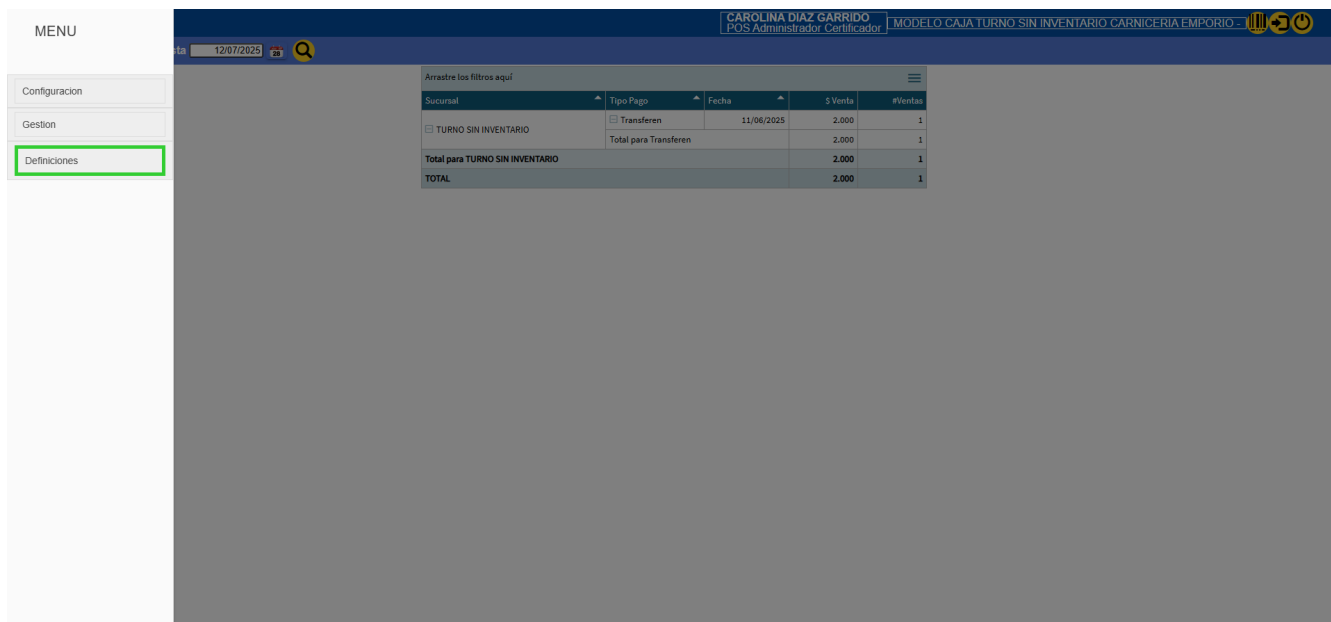 MENU
Configuracion
Gestion
Definiciones
CAROLINA DIAZ GARRIDO
POS Administrador Certificador
MODELO CAJA TURNO SIN INVENTARIO CARNICERIA EMPORIO -
sta 12/07/2025 28
Arrastre los filtros aquí
Sucursal Tipo Pago Fecha $ Venta #Ventas
TURNO SIN INVENTARIO Transferen 11/06/2025 2.000 1
Total para Transferen 2.000 1
Total para TURNO SIN INVENTARIO 2.000 1
TOTAL 2.000 1